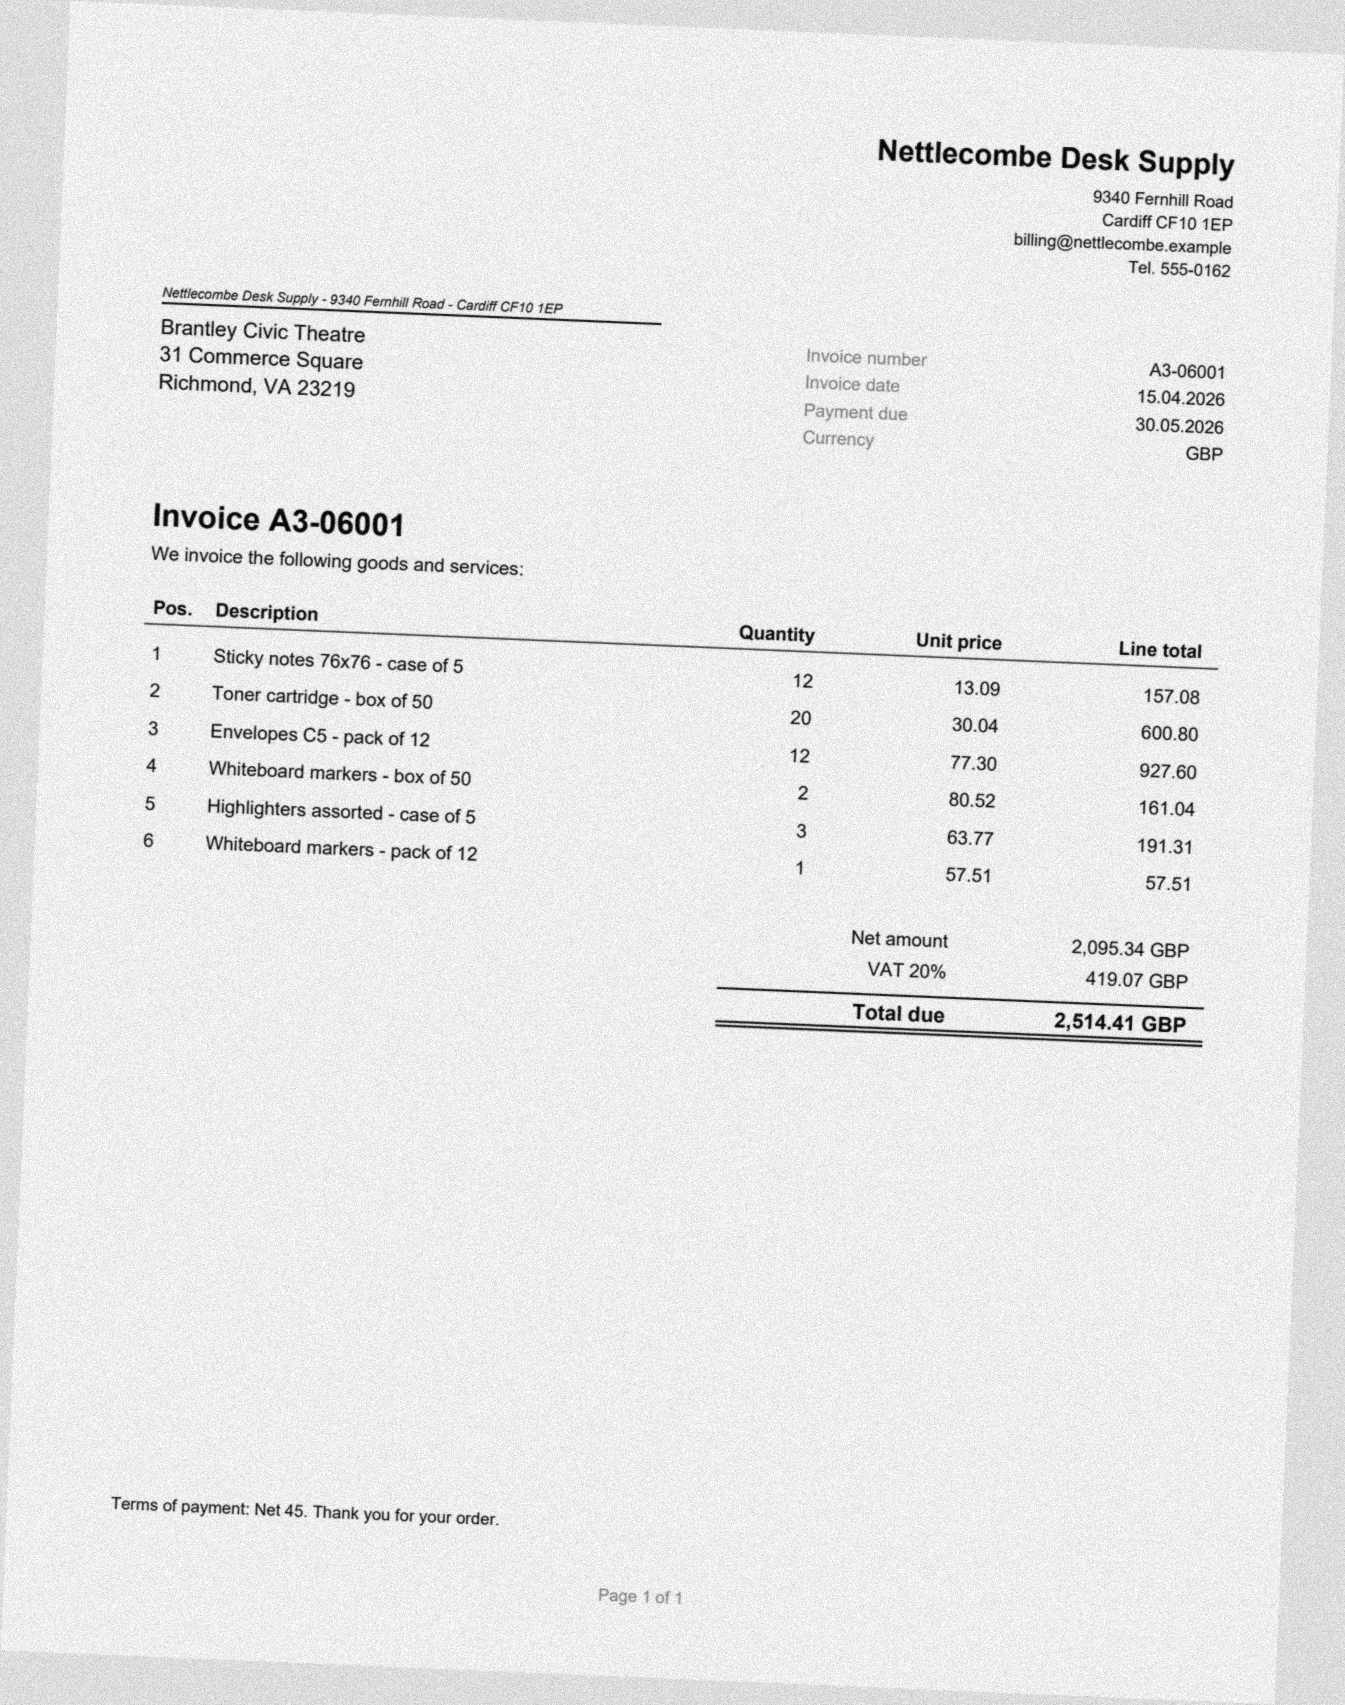 Nettlecombe Desk Supply
9340 Fernhill Road
Cardiff CF10 1EP
billing@nettlecombe.example
Tel. 555-0162
Nettlecombe Desk Supply - 9340 Fernhill Road - Cardiff CF10 1EP
Brantley Civic Theatre
31 Commerce Square
Richmond, VA 23219
Invoice number A3-06001
Invoice date 15.04.2026
Payment due 30.05.2026
Currency GBP
Invoice A3-06001
We invoice the following goods and services:
Pos. Description Quantity Unit price Line total
1 Sticky notes 76x76 - case of 5 12 13.09 157.08
2 Toner cartridge - box of 50 20 30.04 600.80
3 Envelopes C5 - pack of 12 12 77.30 927.60
4 Whiteboard markers - box of 50 2 80.52 161.04
5 Highlighters assorted - case of 5 3 63.77 191.31
6 Whiteboard markers - pack of 12 1 57.51 57.51
Net amount 2,095.34 GBP
VAT 20% 419.07 GBP
Total due 2,514.41 GBP
Terms of payment: Net 45. Thank you for your order.
Page 1 of 1